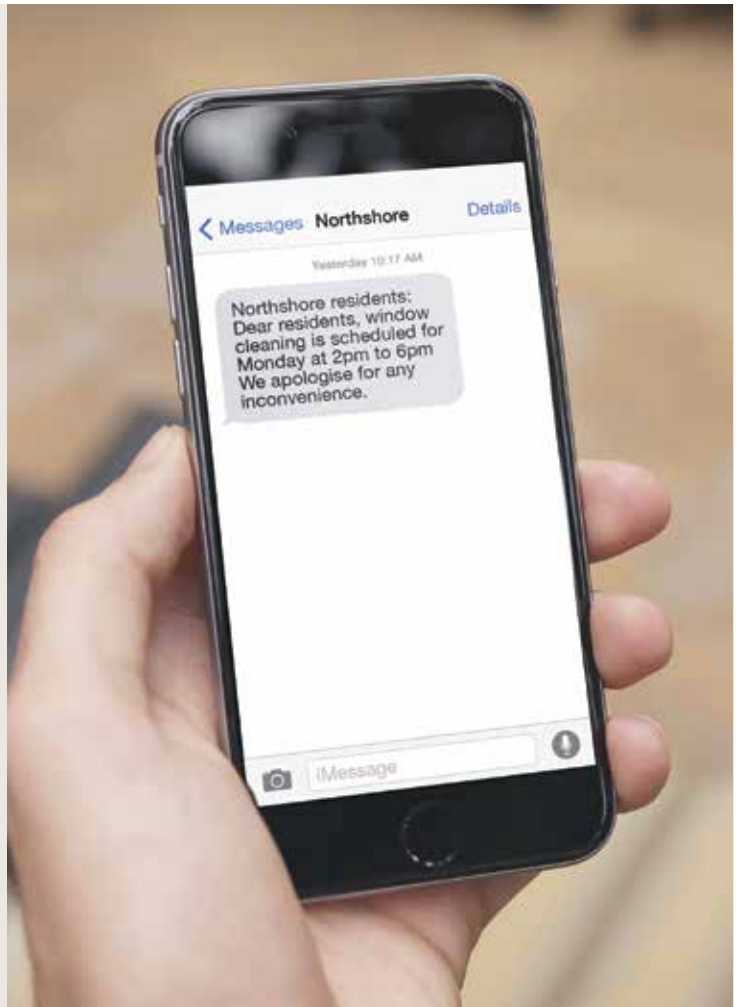 Messages Northshore Details
Yesterday 10:17 AM
Northshore residents:
Dear residents, window
cleaning is scheduled for
Monday at 2pm to 6pm
We apologise for any
inconvenience.
iMessage